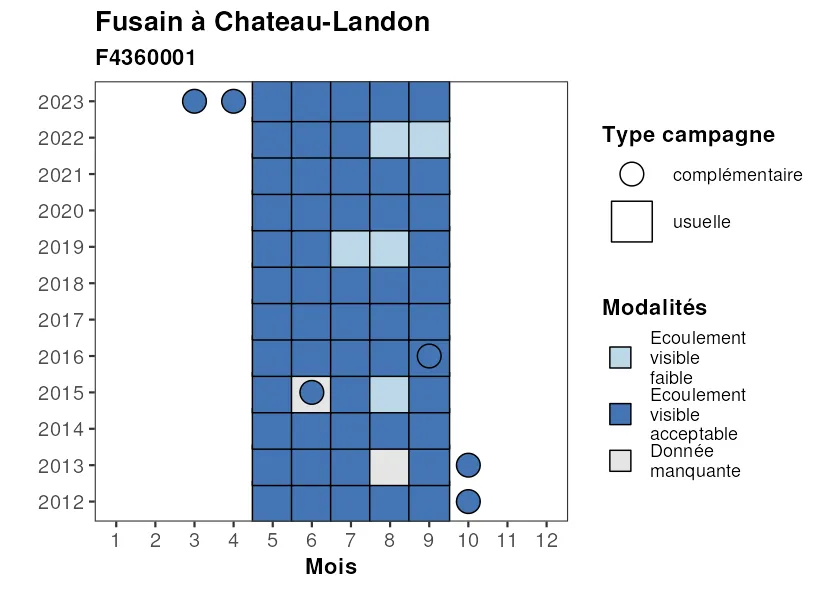 Fusain à Chateau-Landon
F4360001
2023
2022
2021
2020
2019
2018
2017
2016
2015
2014
2013
2012
1 2 3 4 5 6 7 8 9 10 11 12
Mois
Type campagne
complémentaire
usuelle
Modalités
Ecoulement
visible
faible
Ecoulement
visible
acceptable
Donnée
manquante